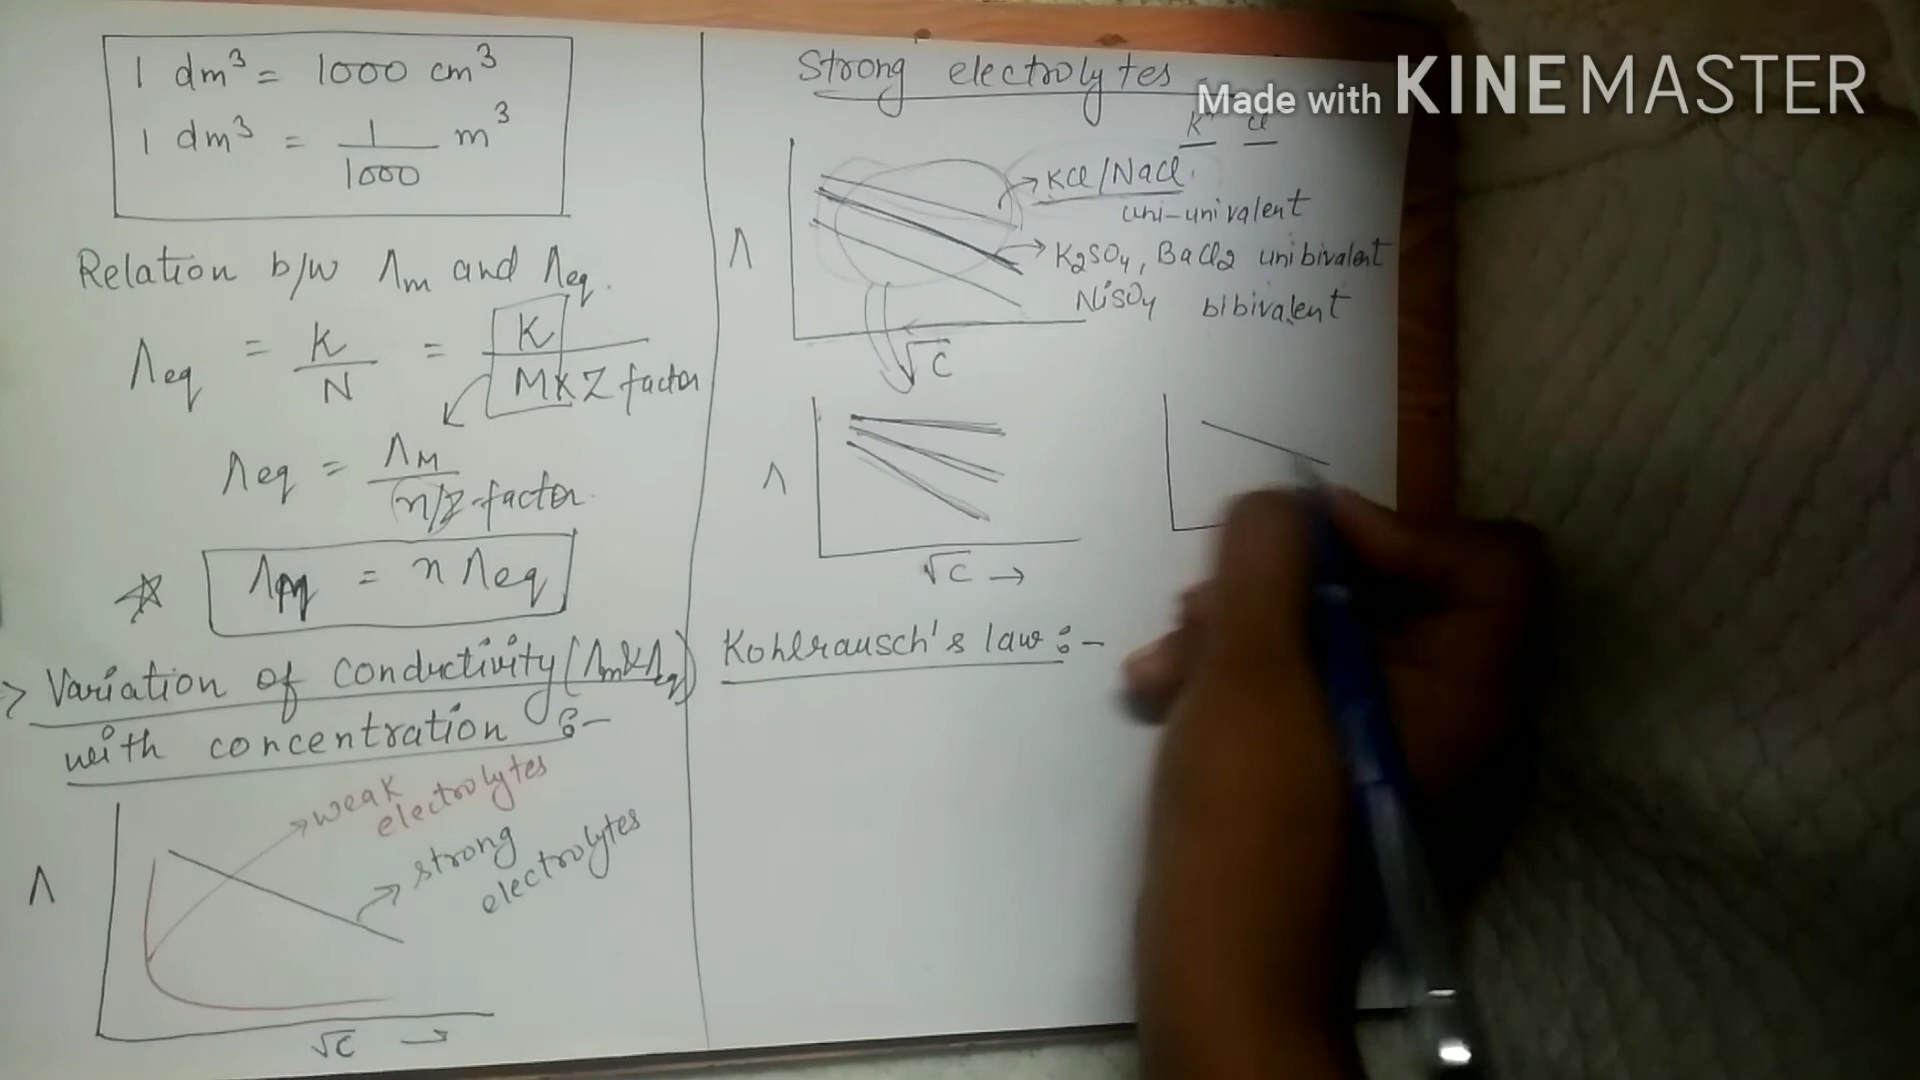 1 dm³ = 1000 cm³
1 dm³ = 1/1000 m³
Relation b/w Λm and Λeq.
Λeq = K/N = K/(M×Z factor
Λeq = ΛM/(n/z-factor
Λm = n Λeq
> Variation of conductivity (Λm & Λeq)
with concentration :-
weak
electrolytes
strong
electrolytes
Λ
√C →
Strong electrolytes
Made with KINEMASTER
K⁺ Cl
KCl/NaCl.
uni-univalent
Λ
K₂SO₄, BaCl₂ unibivalent
NiSO₄ bibivalent
√C
Λ
√C →
Kohlrausch's law :-